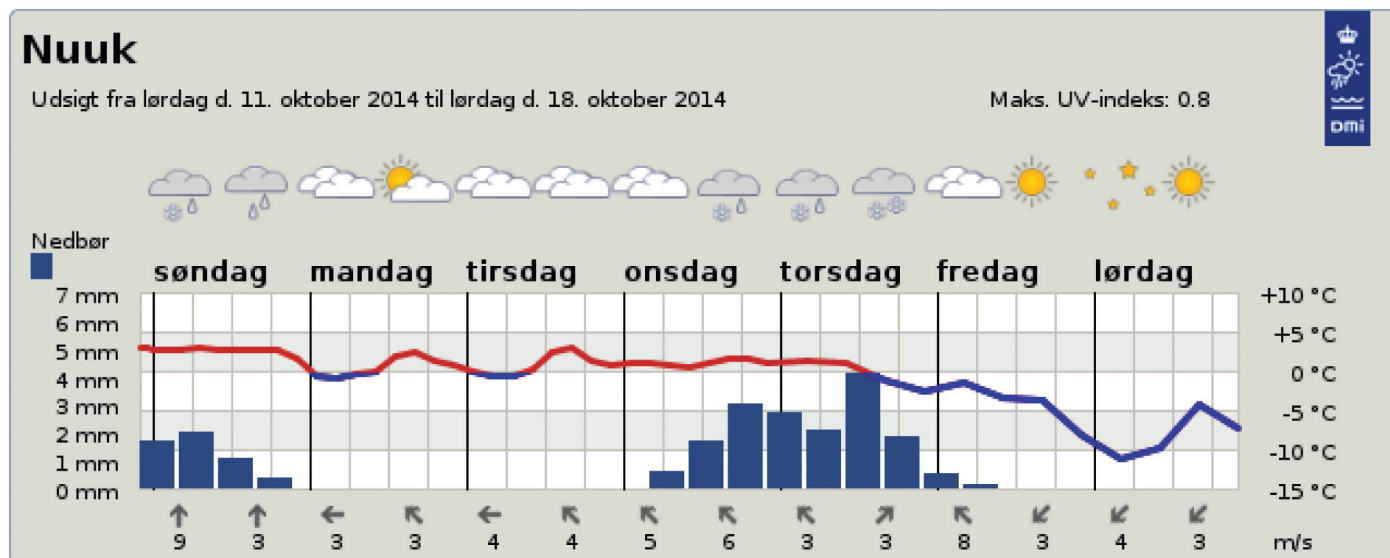 Nuuk
Udsigt fra lørdag d. 11. oktober 2014 til lørdag d. 18. oktober 2014 Maks. UV-indeks: 0.8
DMI
Nedbør
søndag mandag tirsdag onsdag torsdag fredag lørdag
7 mm +10 °C
6 mm
5 mm +5 °C
4 mm 0 °C
3 mm -5 °C
2 mm
1 mm -10 °C
0 mm -15 °C
9 3 3 3 4 4 5 6 3 3 8 3 4 3 m/s